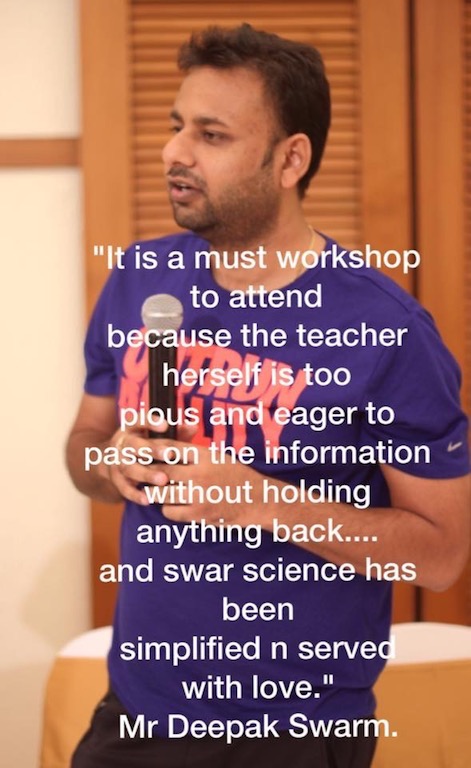 "It is a must workshop
to attend
because the teacher
herself is too
pious and eager to
pass on the information
without holding
anything back....
and swar science has
been
simplified n served
with love."
Mr Deepak Swarm.